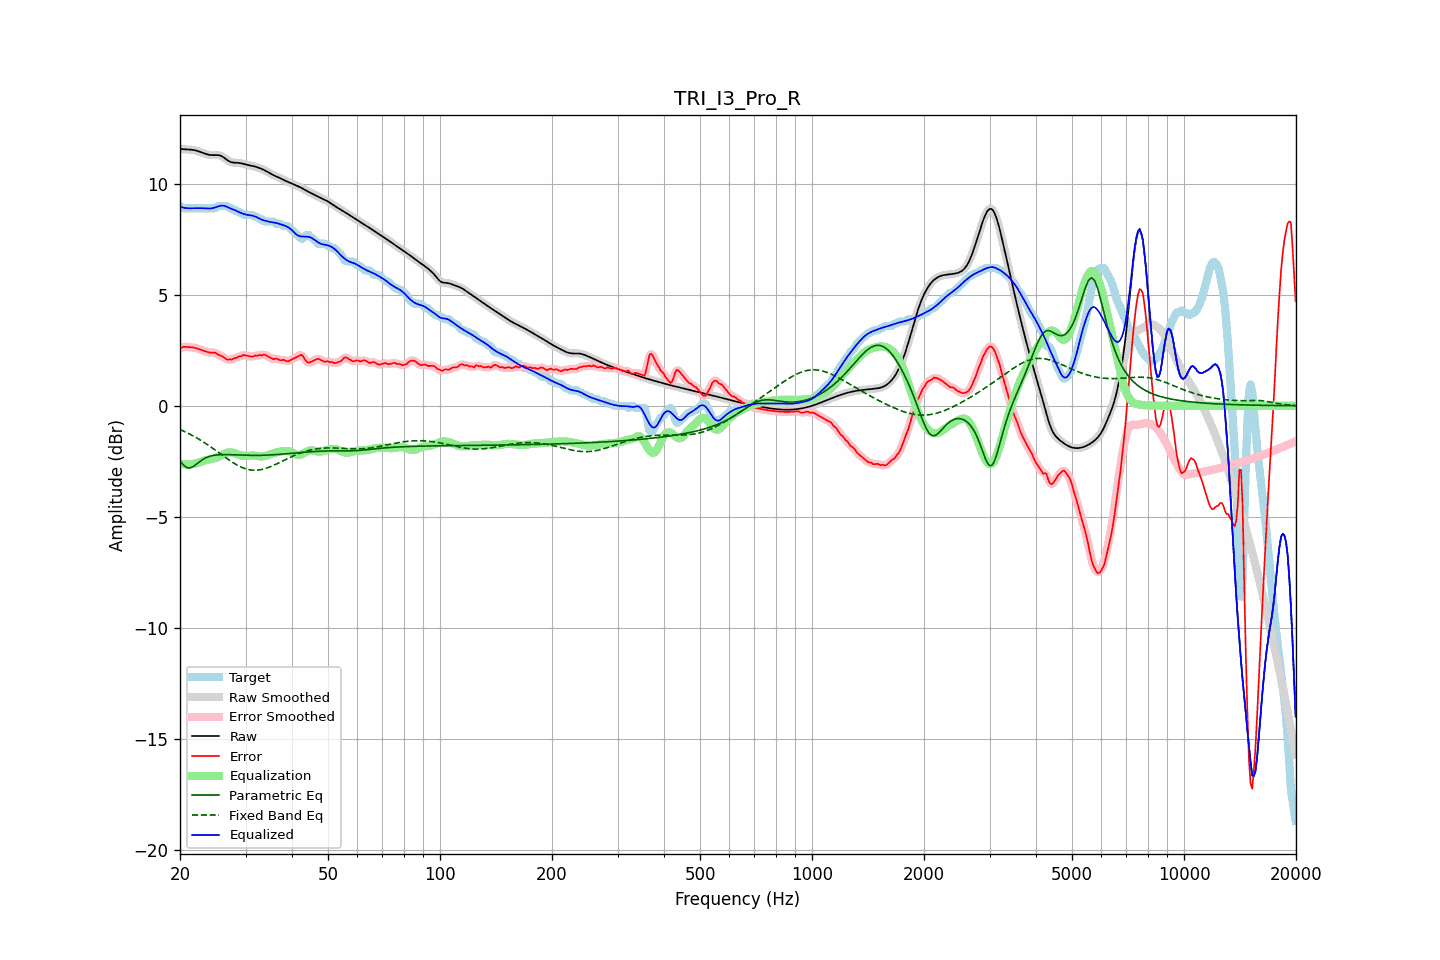 TRI_I3_Pro_R
Amplitude (dBr)
10
5
0
−5
−10
−15
−20
Target
Raw Smoothed
Error Smoothed
Raw
Error
Equalization
Parametric Eq
Fixed Band Eq
Equalized
20 50 100 200 500 1000 2000 5000 10000 20000
Frequency (Hz)